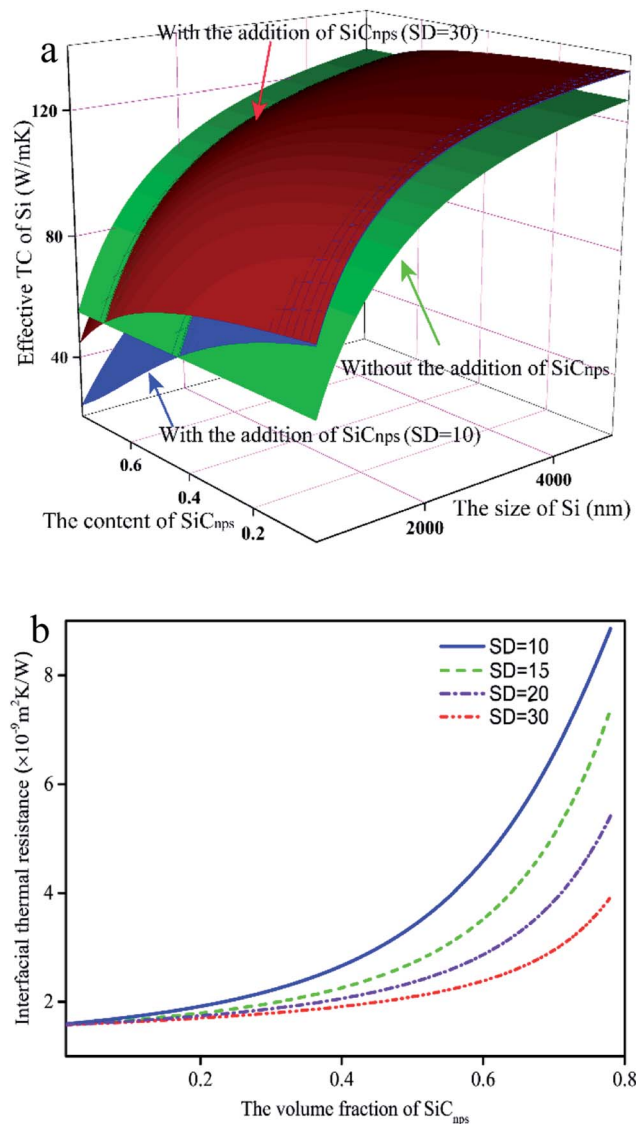 a
With the addition of SiCnps (SD=30)
120
80
40
Effective TC of Si (W/mK)
Without the addition of SiCnps
With the addition of SiCnps (SD=10)
0.6
0.4
0.2
The content of SiCnps
2000
4000
The size of Si (nm)
b
SD=10
SD=15
SD=20
SD=30
8
6
4
2
Interfacial thermal resistance (×10⁻⁹m²K/W)
0.2
0.4
0.6
0.8
The volume fraction of SiCnps